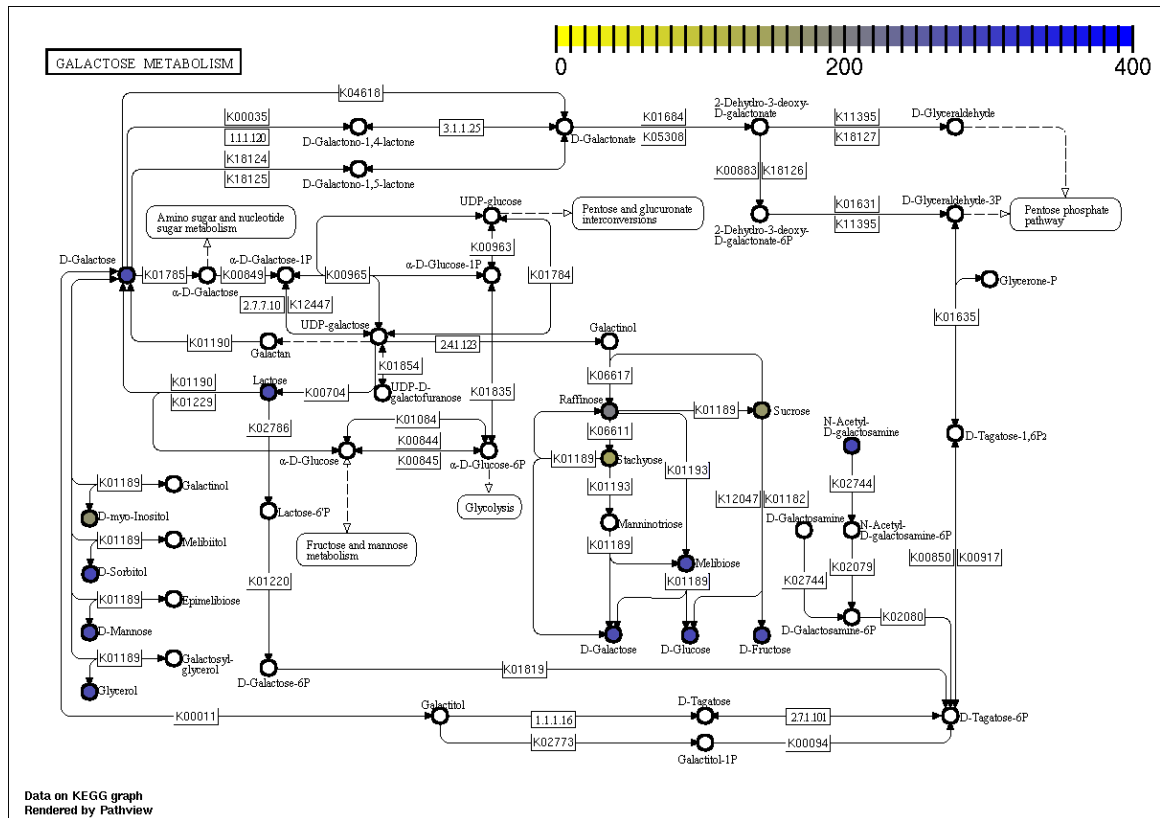 GALACTOSE METABOLISM
0 200 400
K04618
K00035
1.1.1.120
D-Galactono-1,4-lactone
3.1.1.25
D-Galactonate
K01684
K05308
2-Dehydro-3-deoxy-
D-galactonate
K11395
K18127
D-Glyceraldehyde
K18124
K18125
D-Galactono-1,5-lactone
K00883
K18126
Amino sugar and nucleotide
sugar metabolism
UDP-glucose
Pentose and glucuronate
interconversions
2-Dehydro-3-deoxy-
D-galactonate-6P
K01631
K11395
D-Glyceraldehyde-3P
Pentose phosphate
pathway
D-Galactose
K01785
α-D-Galactose
K00849
α-D-Galactose-1P
K00965
α-D-Glucose-1P
K00963
K01784
Glycerone-P
2.7.7.10
K12447
K01635
UDP-galactose
2.4.1.123
Galactinol
K01190
Galactan
K01854
K01190
K01229
Lactose
K00704
UDP-D-
galactofuranose
K01835
K06617
K02786
K01084
K00844
K00845
α-D-Glucose
α-D-Glucose-6P
Raffinose
K01189
Sucrose
K06611
K01189
Stachyose
K01193
K01193
N-Acetyl-
D-galactosamine
D-Tagatose-1,6P2
K01189
Galactinol
D-myo-Inositol
Lactose-6'P
Glycolysis
Manninotriose
K12047
K01182
K02744
D-Galactosamine
N-Acetyl-
D-galactosamine-6P
K01189
Melibiitol
D-Sorbitol
Fructose and mannose
metabolism
K01189
Melibiose
K00850
K00917
K01220
K01189
K02744
K02079
K01189
Epimelibiose
D-Mannose
D-Galactose
D-Glucose
D-Fructose
D-Galactosamine-6P
K02080
K01189
Galactosyl-
glycerol
Glycerol
D-Galactose-6P
K01819
K00011
Galactitol
1.1.1.16
D-Tagatose
2.7.1.101
D-Tagatose-6P
K02773
Galactitol-1P
K00094
Data on KEGG graph
Rendered by Pathview